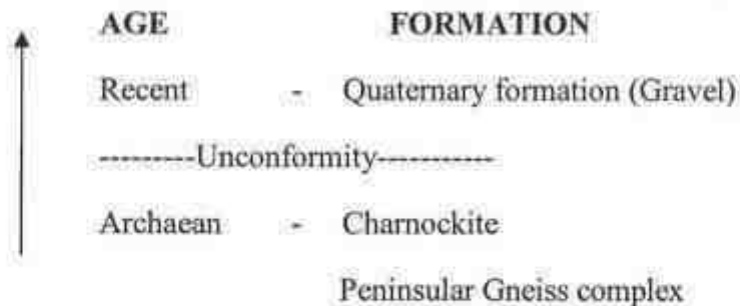 AGE FORMATION
Recent - Quaternary formation (Gravel)
---------Unconformity-----------
Archaean - Charnockite
Peninsular Gneiss complex